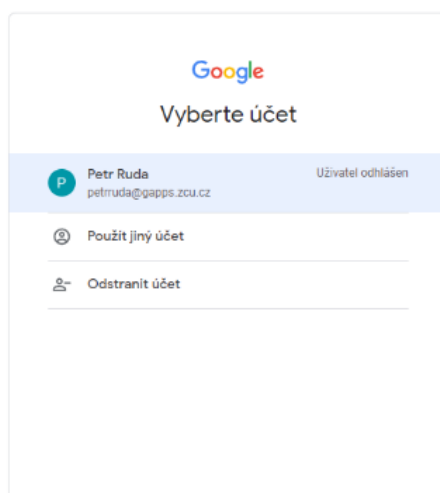 Google
Vyberte účet
P
Petr Ruda
Uživatel odhlášen
petrruda@gapps.zcu.cz
Použít jiný účet
Odstranit účet